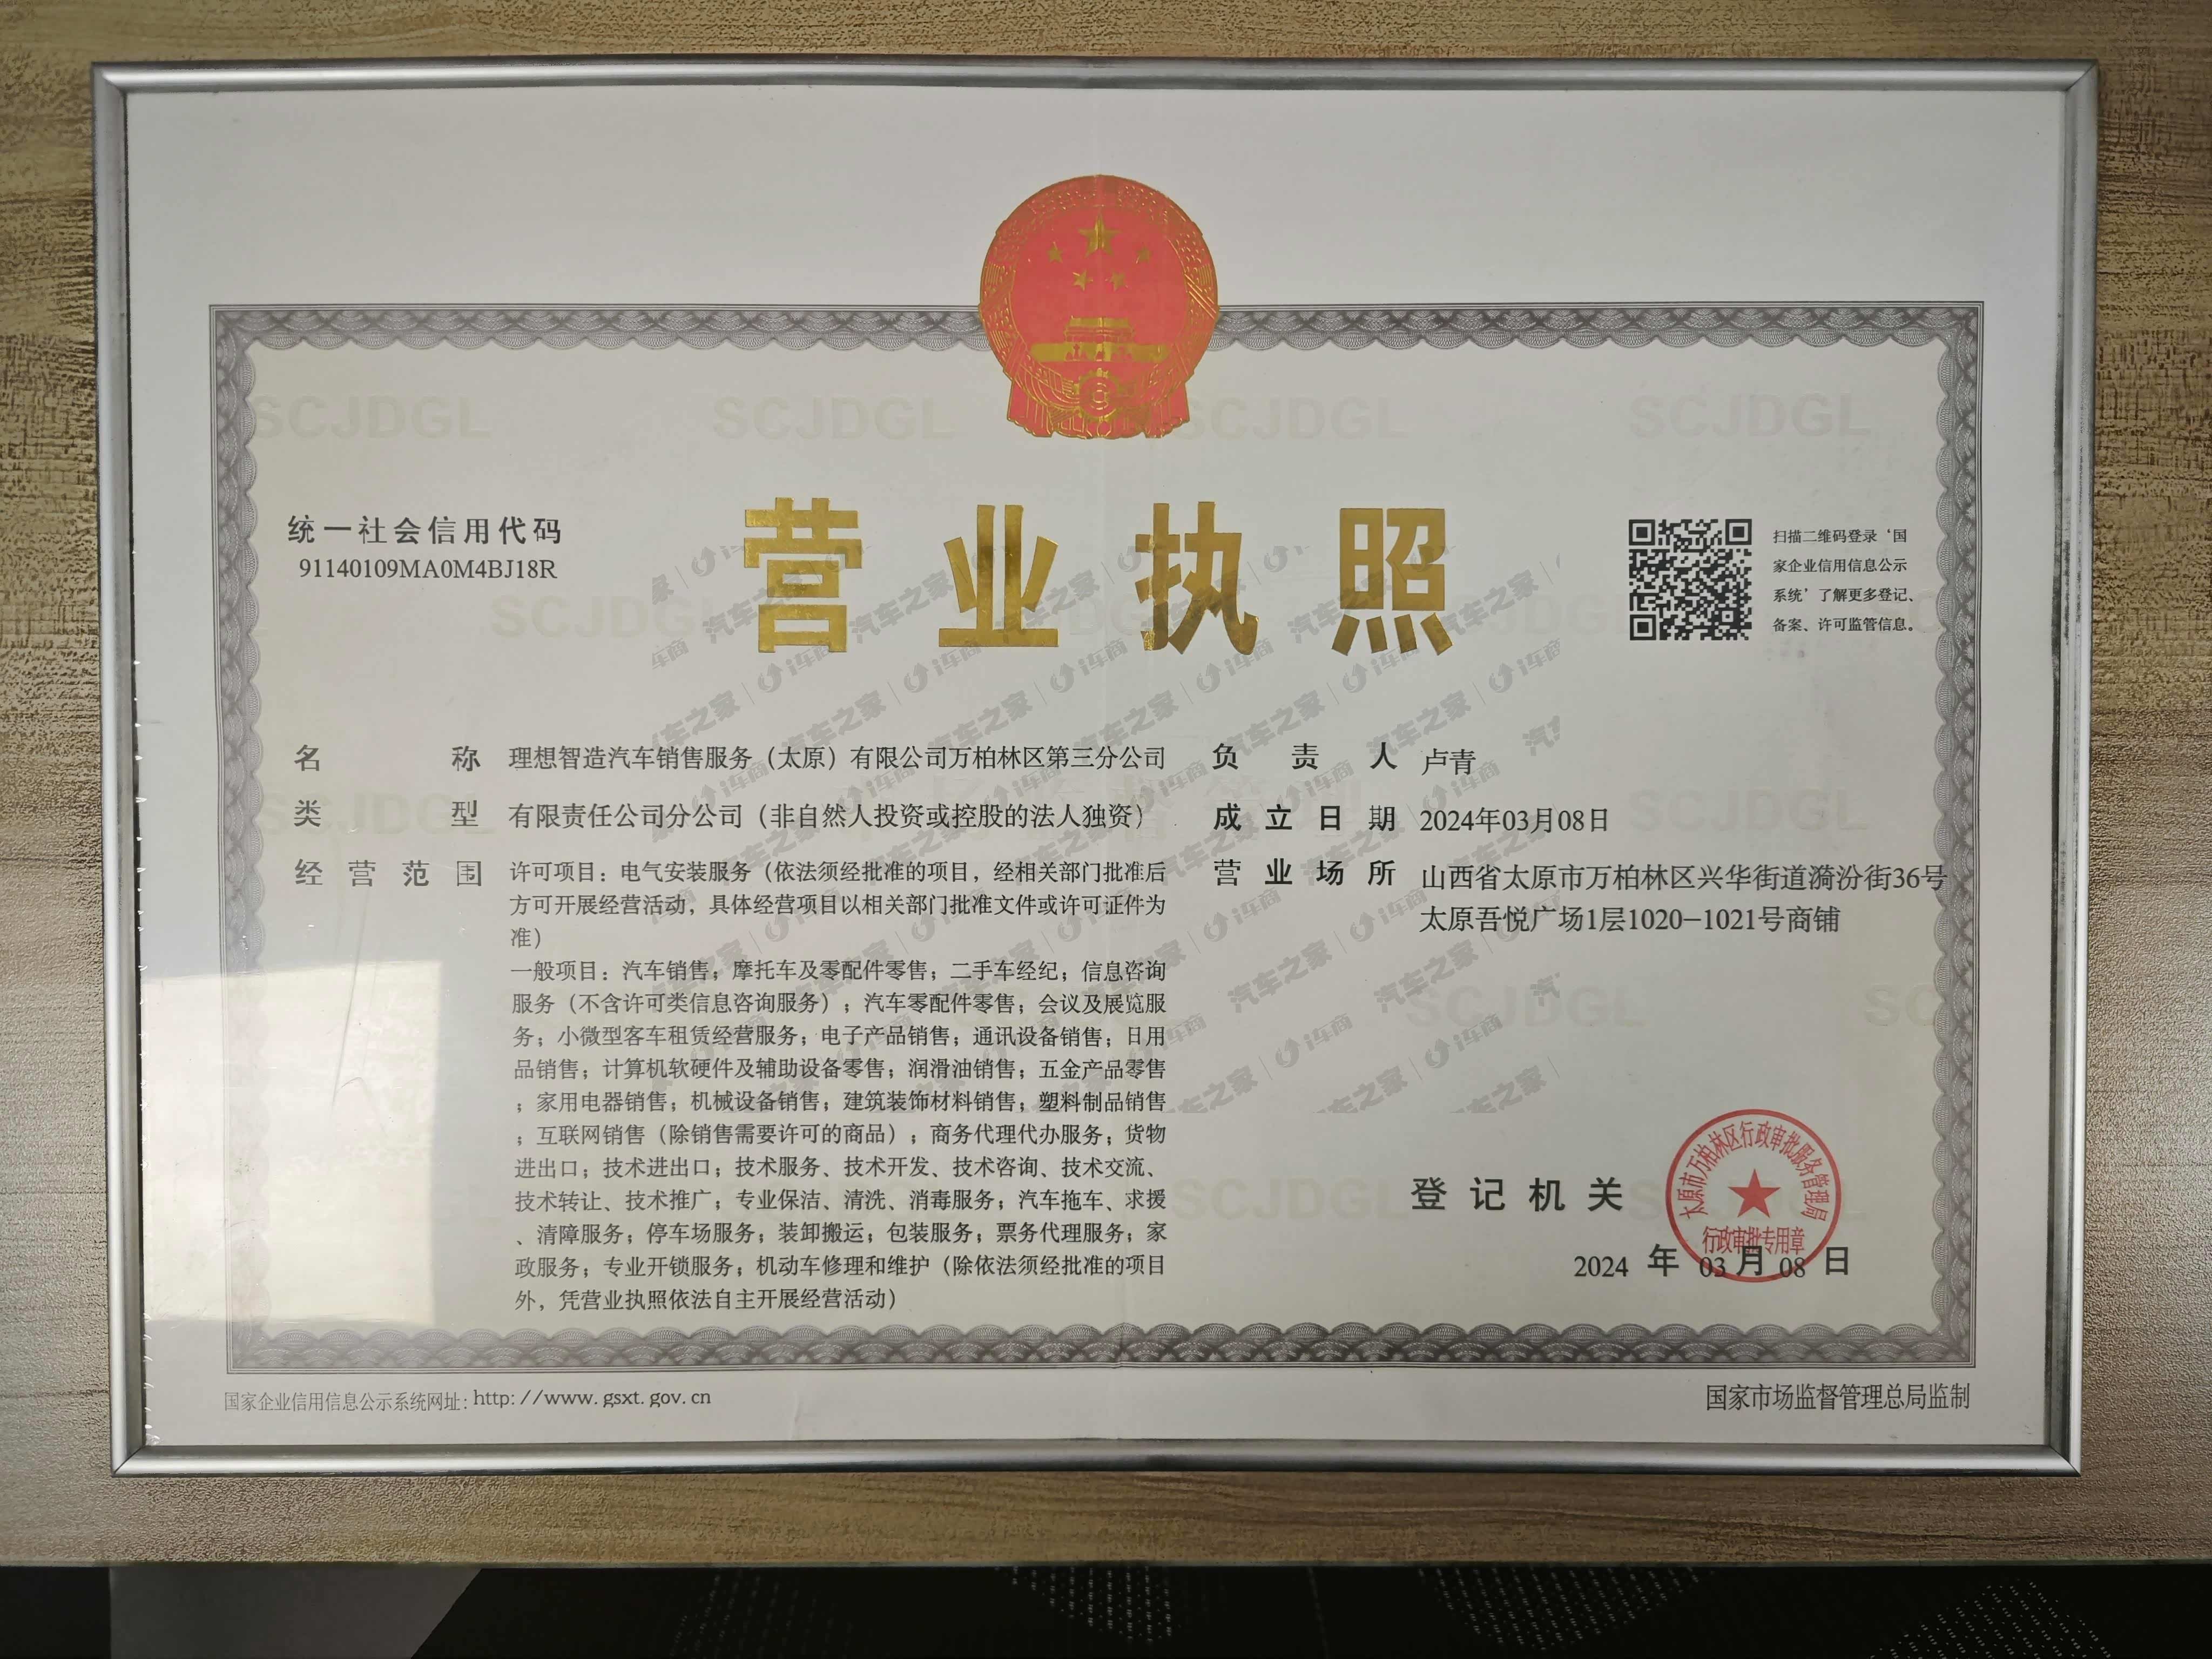 营业执照
统一社会信用代码
91140109MA0M4BJ18R
扫描二维码登录‘国
家企业信用信息公示
系统’了解更多登记、
备案、许可监管信息。
名称 理想智造汽车销售服务（太原）有限公司万柏林区第三分公司
类型 有限责任公司分公司（非自然人投资或控股的法人独资）
经营范围 许可项目：电气安装服务（依法须经批准的项目，经相关部门批准后
方可开展经营活动，具体经营项目以相关部门批准文件或许可证件为
准）
一般项目：汽车销售；摩托车及零配件零售；二手车经纪；信息咨询
服务（不含许可类信息咨询服务）；汽车零配件零售；会议及展览服
务；小微型客车租赁经营服务；电子产品销售；通讯设备销售；日用
品销售；计算机软硬件及辅助设备零售；润滑油销售；五金产品零售
；家用电器销售；机械设备销售；建筑装饰材料销售；塑料制品销售
；互联网销售（除销售需要许可的商品）；商务代理代办服务；货物
进出口；技术进出口；技术服务、技术开发、技术咨询、技术交流、
技术转让、技术推广；专业保洁、清洗、消毒服务；汽车拖车、求援
、清障服务；停车场服务；装卸搬运；包装服务；票务代理服务；家
政服务；专业开锁服务；机动车修理和维护（除依法须经批准的项目
外，凭营业执照依法自主开展经营活动）
负责人 卢青
成立日期 2024年03月08日
营业场所 山西省太原市万柏林区兴华街道漪汾街36号
太原吾悦广场1层1020-1021号商铺
登记机关
太原市万柏林区行政审批服务管理局
行政审批专用章
2024 年 03 月 08 日
国家企业信用信息公示系统网址：http://www.gsxt.gov.cn
国家市场监督管理总局监制
SCJDGL
汽车之家 | i车商